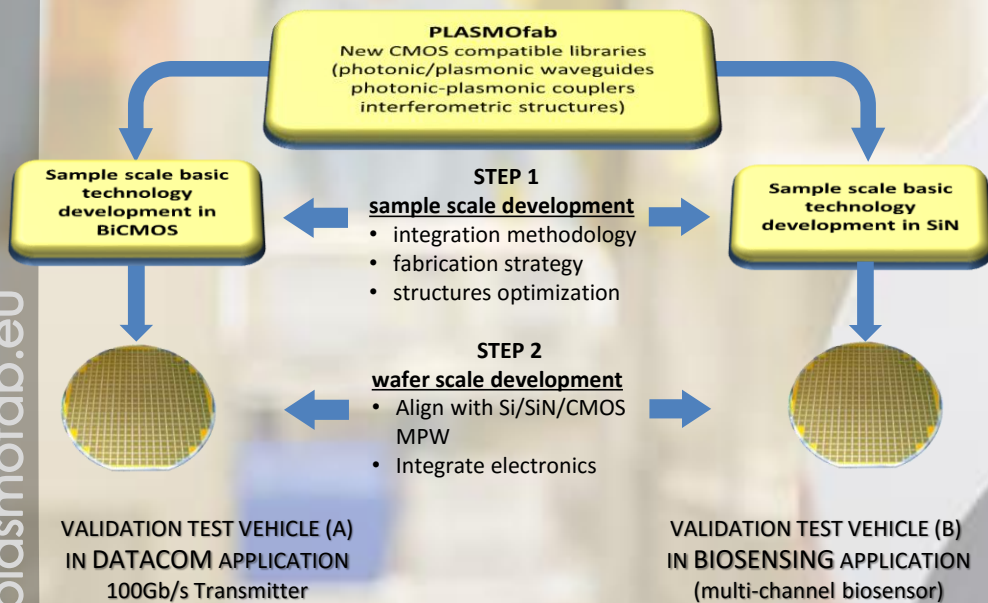 PLASMOfab
New CMOS compatible libraries
(photonic/plasmonic waveguides
photonic-plasmonic couplers
interferometric structures)
Sample scale basic
technology
development in
BiCMOS
STEP 1
sample scale development
• integration methodology
• fabrication strategy
• structures optimization
Sample scale basic
technology
development in SiN
STEP 2
wafer scale development
• Align with Si/SiN/CMOS
MPW
• Integrate electronics
VALIDATION TEST VEHICLE (A)
IN DATACOM APPLICATION
100Gb/s Transmitter
VALIDATION TEST VEHICLE (B)
IN BIOSENSING APPLICATION
(multi-channel biosensor)
plasmofab.eu